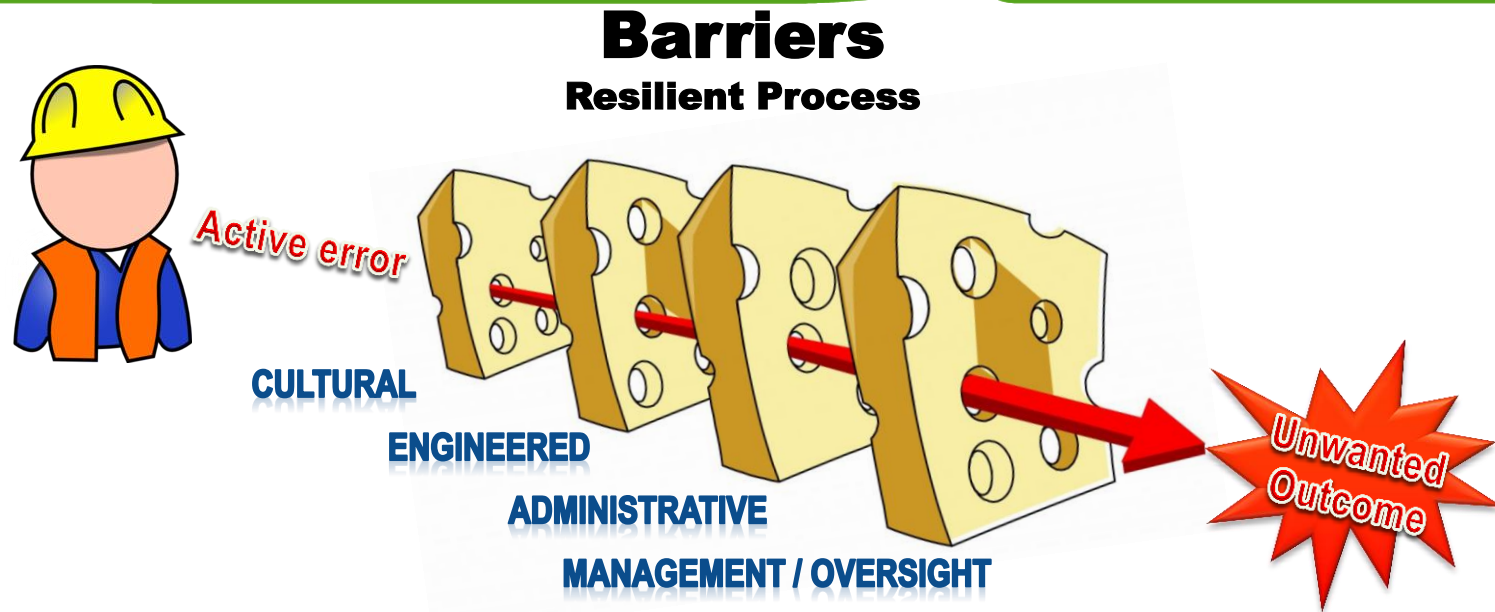 Barriers
Resilient Process
Active error
CULTURAL
ENGINEERED
ADMINISTRATIVE
MANAGEMENT / OVERSIGHT
Unwanted
Outcome